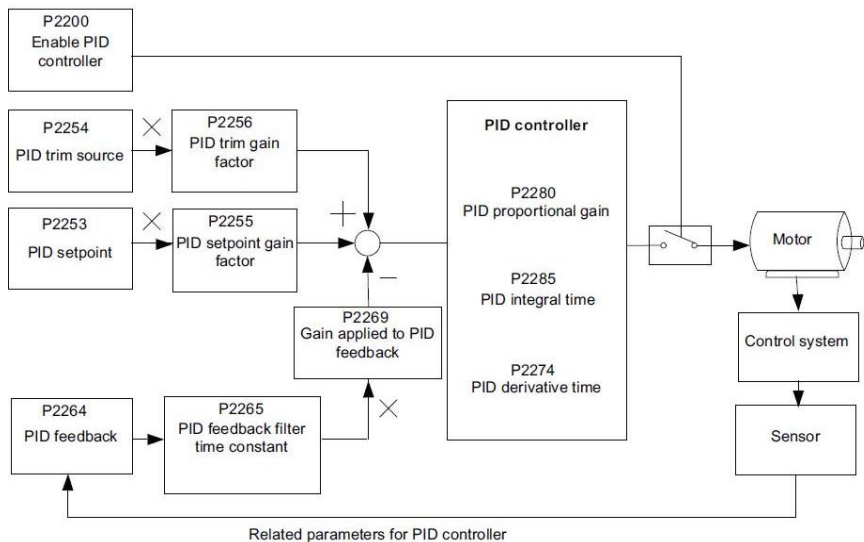 P2200
Enable PID
controller
P2254
PID trim source
P2256
PID trim gain
factor
P2253
PID setpoint
P2255
PID setpoint gain
factor
P2269
Gain applied to PID
feedback
P2264
PID feedback
P2265
PID feedback filter
time constant
PID controller
P2280
PID proportional gain
P2285
PID integral time
P2274
PID derivative time
Motor
Control system
Sensor
Related parameters for PID controller